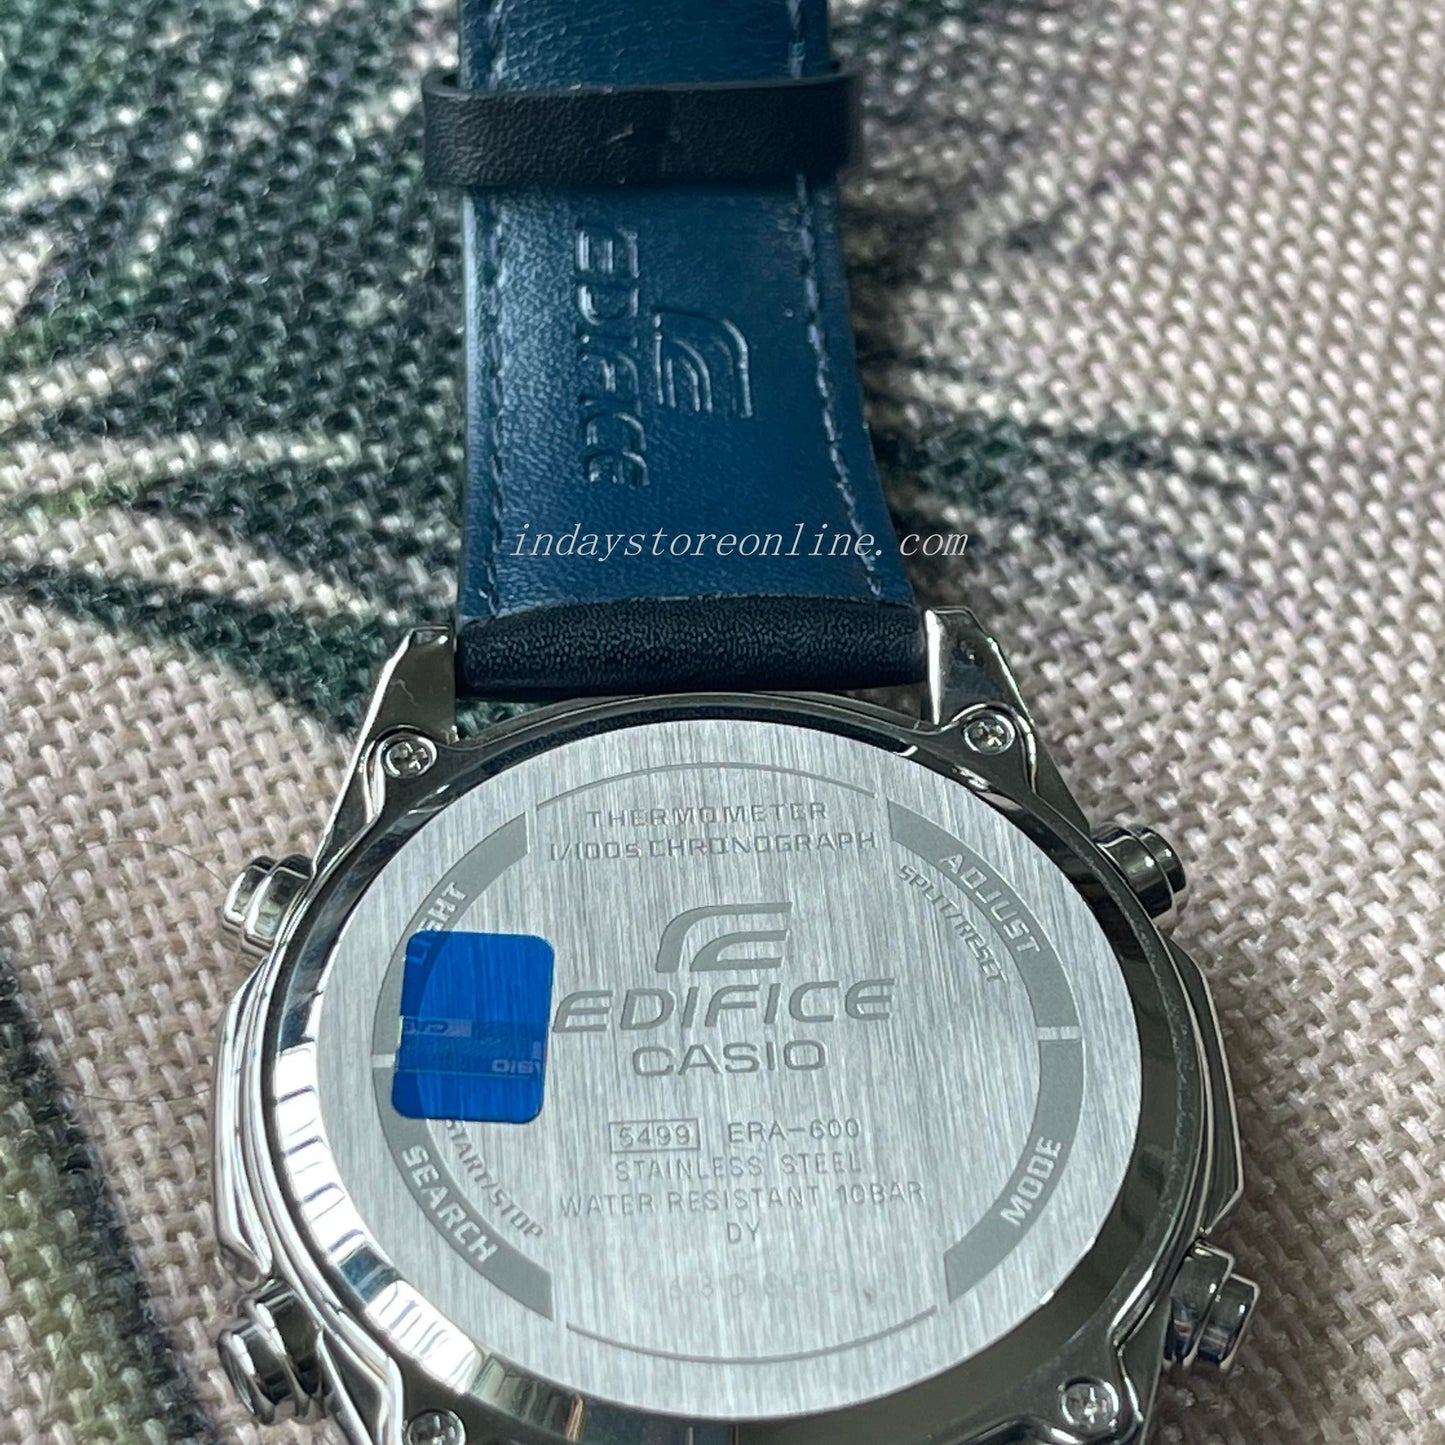 EDIFICE
indaystoreonline.com
THERMOMETER
1/100s CHRONOGRAPH
LIGHT
ADJUST
SPLIT/RESET
EDIFICE
CASIO
5499 ERA-600
STAINLESS STEEL
WATER RESISTANT 10BAR
DY
START/STOP
SEARCH
MODE